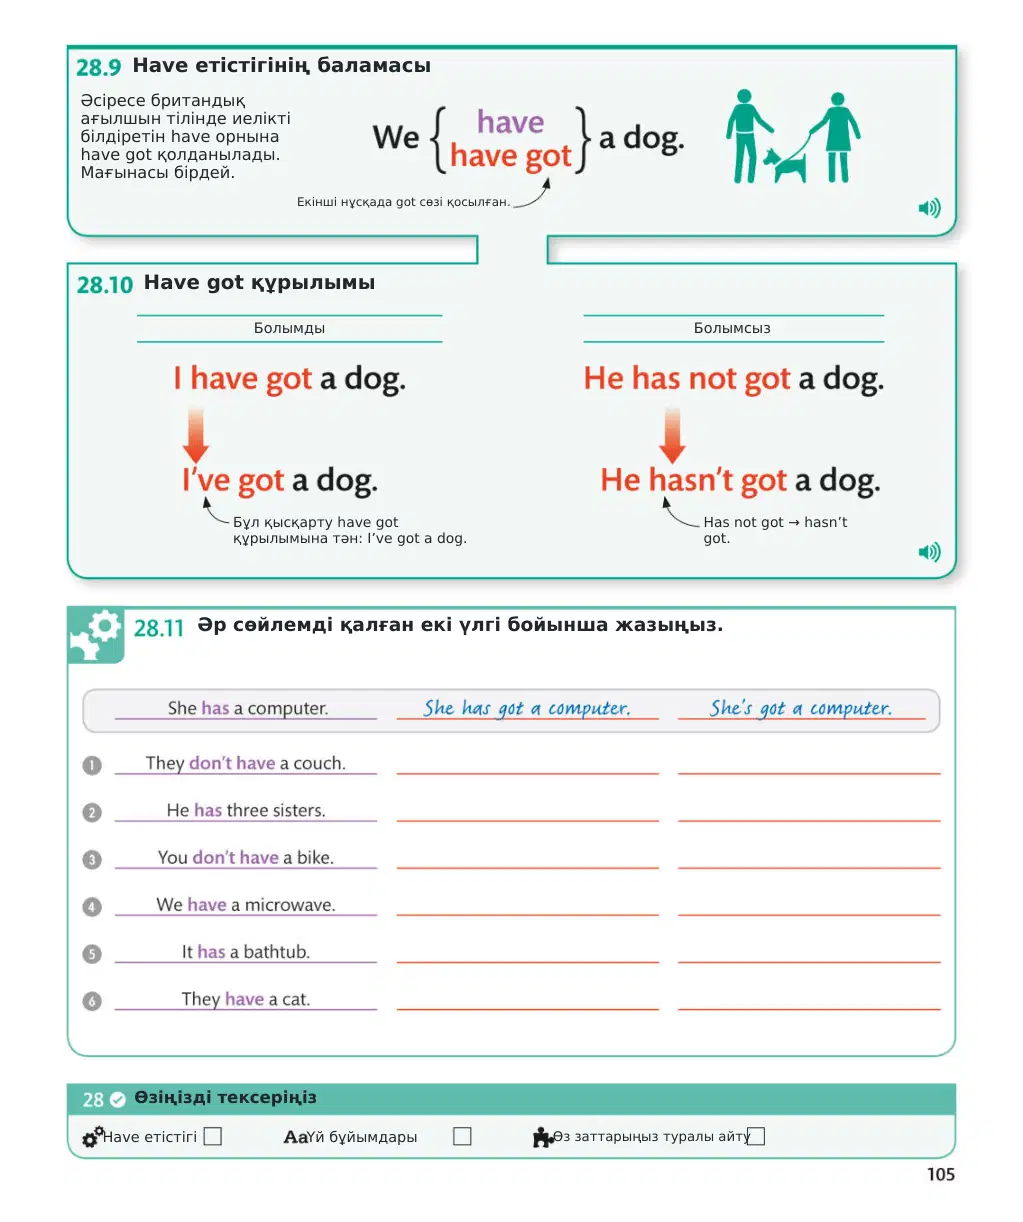 28.9 Have етістігінің баламасы
Әсіресе британдық
ағылшын тілінде иелікті
білдіретін have орнына
have got қолданылады.
Мағынасы бірдей.
We { have / have got } a dog.
Екінші нұсқада got сөзі қосылған.
28.10 Have got құрылымы
Болымды
I have got a dog.
I've got a dog.
Бұл қысқарту have got
құрылымына тән: I’ve got a dog.
Болымсыз
He has not got a dog.
He hasn't got a dog.
Has not got → hasn’t
got.
28.11 Әр сөйлемді қалған екі үлгі бойынша жазыңыз.
She has a computer. She has got a computer. She's got a computer.
1 They don't have a couch.
2 He has three sisters.
3 You don't have a bike.
4 We have a microwave.
5 It has a bathtub.
6 They have a cat.
28 Өзіңізді тексеріңіз
Have етістігі Aa Үй бұйымдары Өз заттарыңыз туралы айту
105